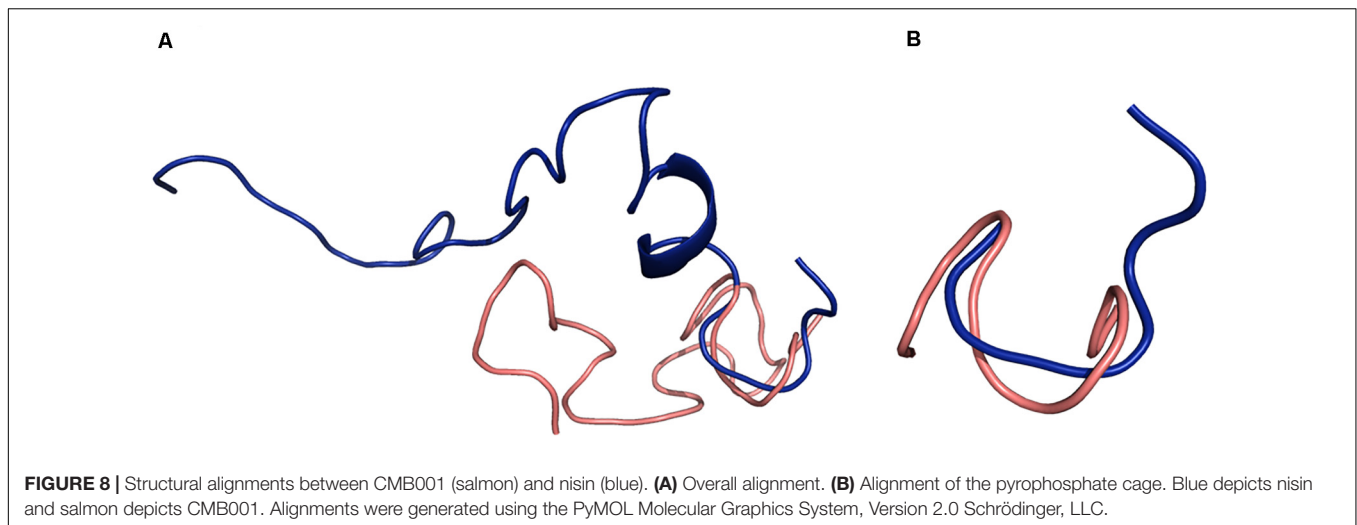 A
B
FIGURE 8 | Structural alignments between CMB001 (salmon) and nisin (blue). (A) Overall alignment. (B) Alignment of the pyrophosphate cage. Blue depicts nisin
and salmon depicts CMB001. Alignments were generated using the PyMOL Molecular Graphics System, Version 2.0 Schrödinger, LLC.